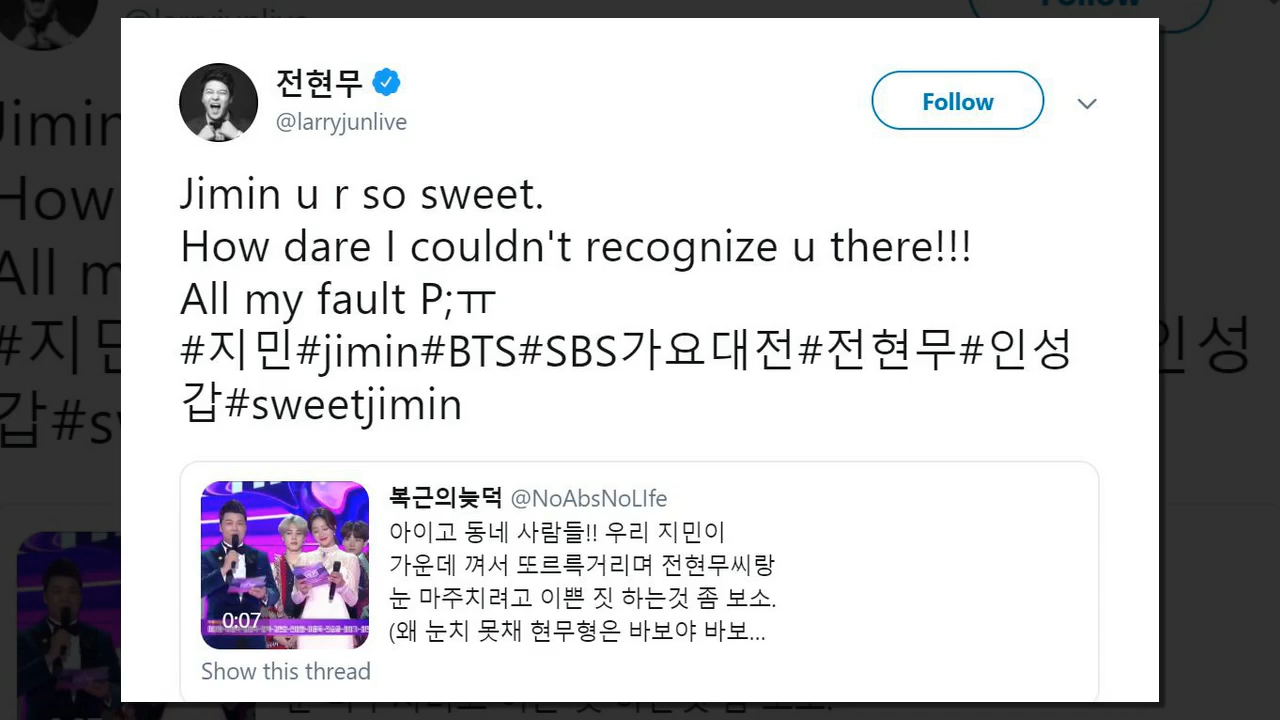 @larryjunlive
Follow
전현무
@larryjunlive
Follow
Jimin u r so sweet.
How dare I couldn't recognize u there!!!
All my fault P;ㅠ
#지민#jimin#BTS#SBS가요대전#전현무#인성
갑#sweetjimin
복근의늦덕 @NoAbsNoLIfe
아이고 동네 사람들!! 우리 지민이
가운데 껴서 또르륵거리며 전현무씨랑
눈 마주치려고 이쁜 짓 하는것 좀 보소.
(왜 눈치 못채 현무형은 바보야 바보...
0:07
Show this thread